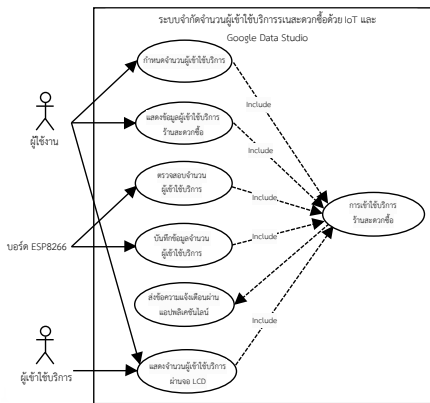 ระบบจำกัดจำนวนผู้เข้าใช้บริการรเนสะดวกซื้อด้วย IoT และ
Google Data Studio
กำหนดจำนวนผู้เข้าใช้บริการ
Include
ผู้ใช้งาน
แสดงข้อมูลผู้เข้าใช้บริการ
ร้านสะดวกซื้อ
Include
ตรวจสอบจำนวน
ผู้เข้าใช้บริการ
Include
การเข้าใช้บริการ
ร้านสะดวกซื้อ
บอร์ด ESP8266
บันทึกข้อมูลจำนวน
ผู้เข้าใช้บริการ
Include
ส่งข้อความแจ้งเตือนผ่าน
แอปพลิเคชันไลน์
Include
ผู้เข้าใช้บริการ
แสดงจำนวนผู้เข้าใช้บริการ
ผ่านจอ LCD